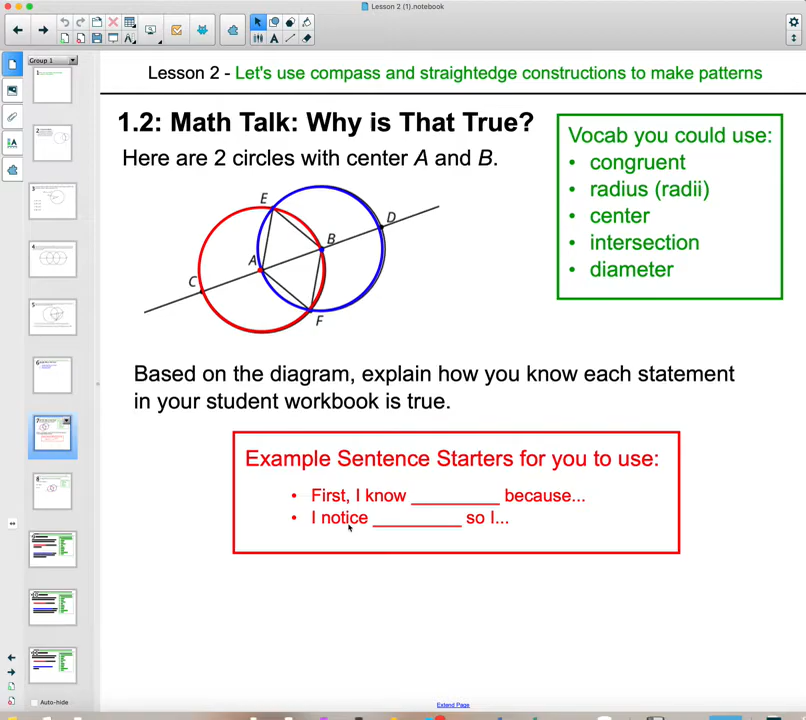 Lesson 2 (1).notebook
Group 1
Lesson 2 - Let's use compass and straightedge constructions to make patterns
1.2: Math Talk: Why is That True?
Here are 2 circles with center A and B.
E
D
B
A
C
F
Vocab you could use:
• congruent
• radius (radii)
• center
• intersection
• diameter
Based on the diagram, explain how you know each statement
in your student workbook is true.
Example Sentence Starters for you to use:
• First, I know _________ because...
• I notice _________ so I...
Auto-hide
Extend Page